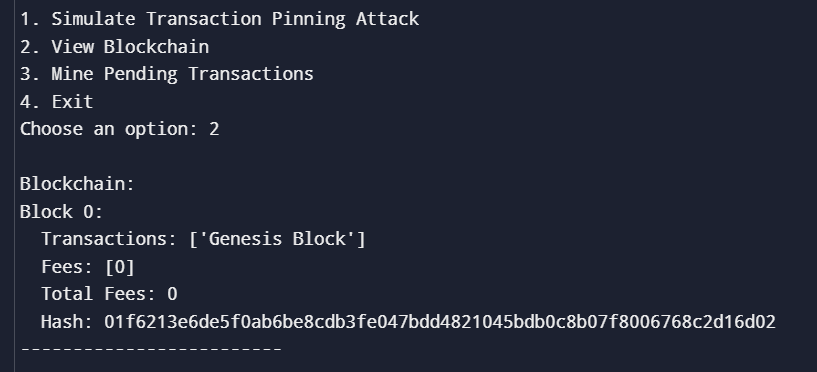 1. Simulate Transaction Pinning Attack
2. View Blockchain
3. Mine Pending Transactions
4. Exit
Choose an option: 2
Blockchain:
Block 0:
Transactions: ['Genesis Block']
Fees: [0]
Total Fees: 0
Hash: 01f6213e6de5f0ab6be8cdb3fe047bdd4821045bdb0c8b07f8006768c2d16d02
-------------------------